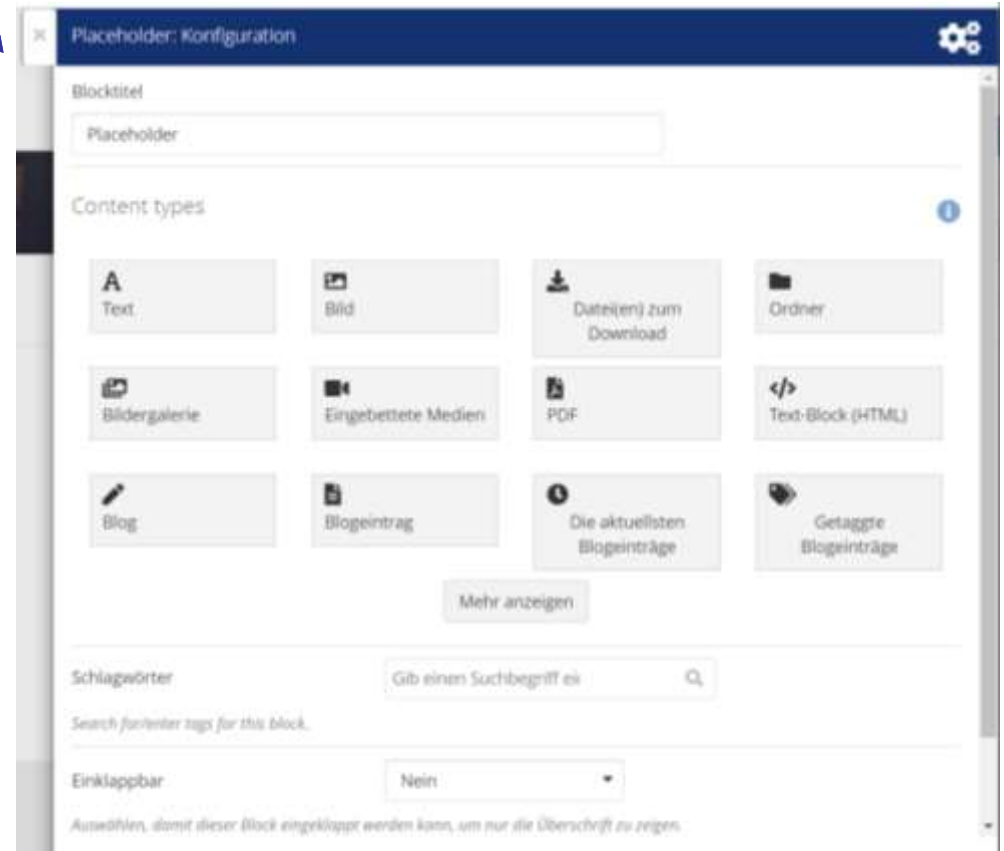 Placeholder: Konfiguration
Blocktitel
Placeholder
Content types
Text
Bild
Datei(en) zum
Download
Ordner
Bildergalerie
Eingebettete Medien
PDF
Text-Block (HTML)
Blog
Blogeintrag
Die aktuellsten
Blogeinträge
Getaggte
Blogeinträge
Mehr anzeigen
Schlagwörter
Gib einen Suchbegriff ei
Search for/enter tags for this block.
Einklappbar
Nein
Auswählen, damit dieser Block eingeklappt werden kann, um nur die Überschrift zu zeigen.